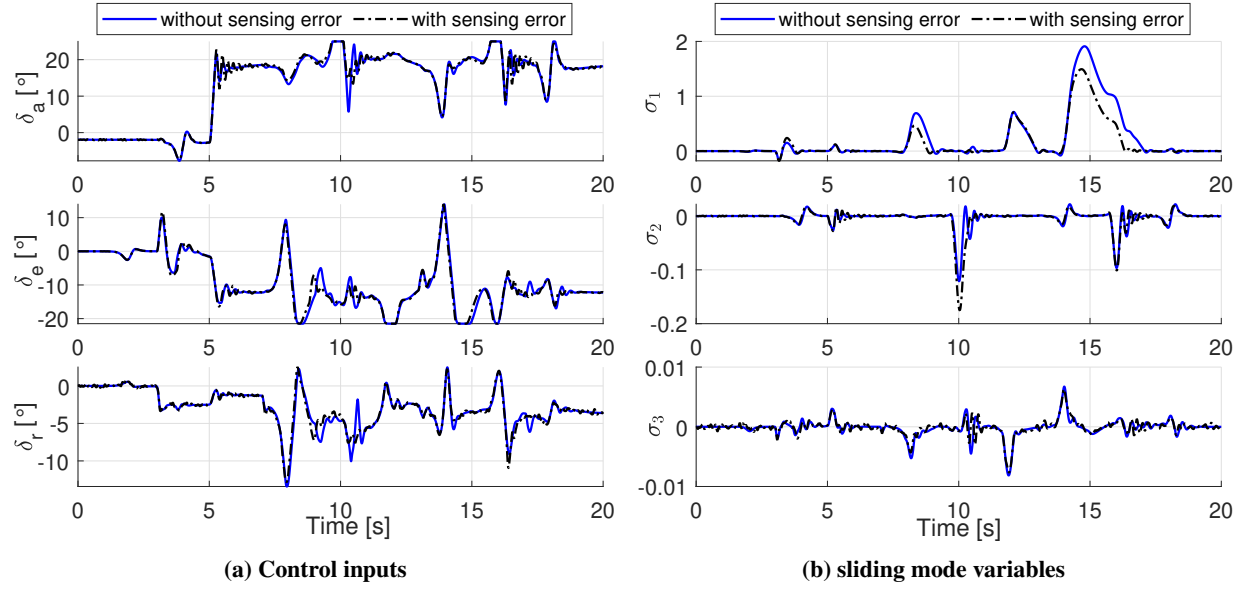 without sensing error with sensing error
δa [°]
20
10
0
0 5 10 15 20
δe [°]
10
0
-10
-20
0 5 10 15 20
δr [°]
0
-5
-10
0 5 10 15 20
Time [s]
(a) Control inputs
without sensing error with sensing error
σ1
2
1
0
0 5 10 15 20
σ2
0
-0.1
-0.2
0 5 10 15 20
σ3
0.01
0
-0.01
0 5 10 15 20
Time [s]
(b) sliding mode variables